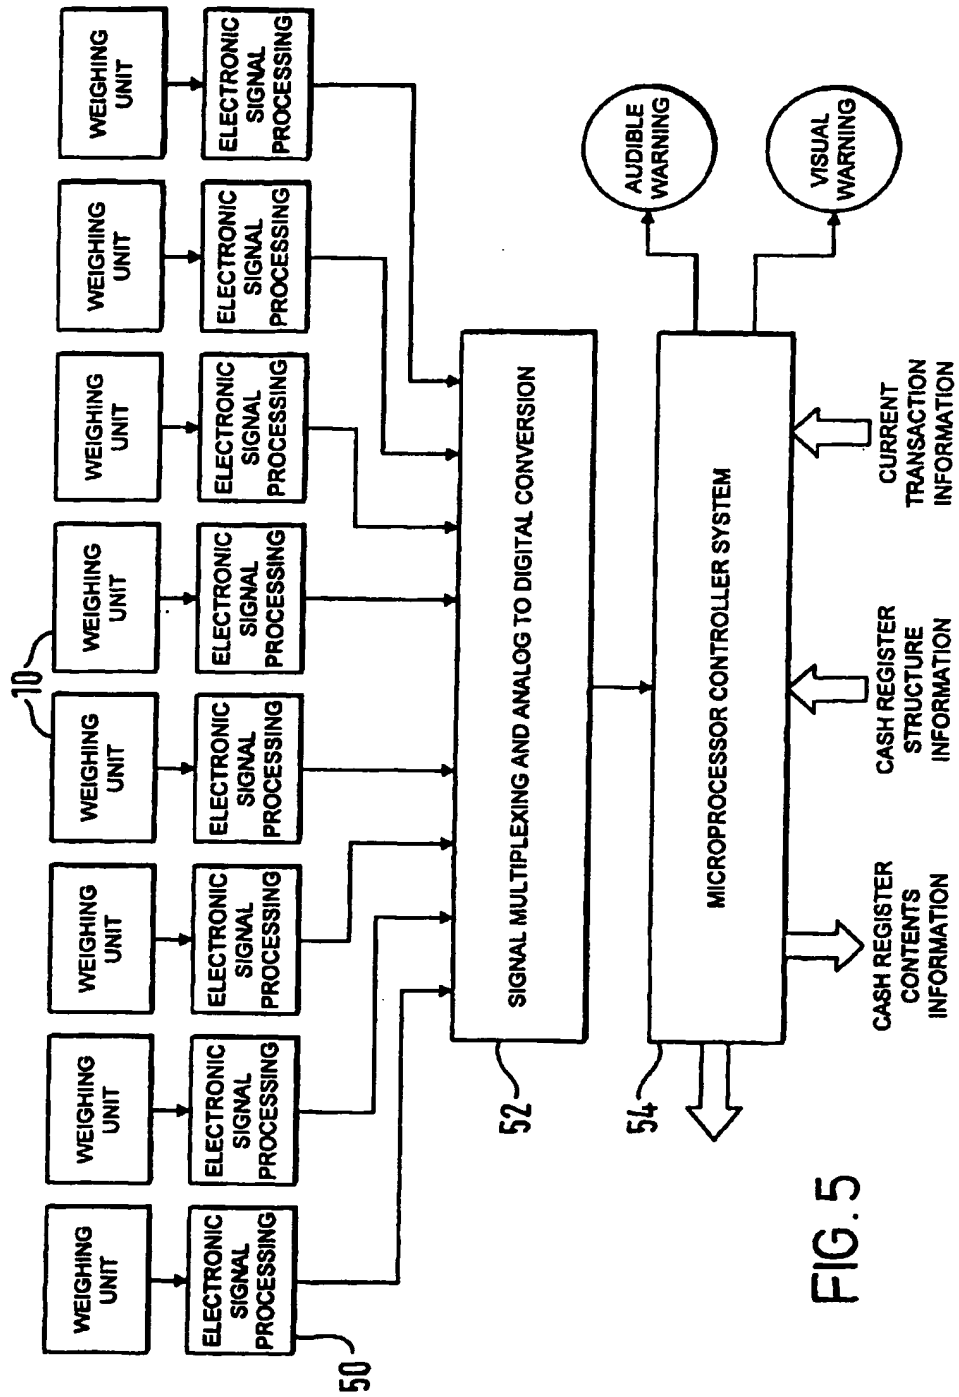 10
WEIGHING
UNIT
WEIGHING
UNIT
WEIGHING
UNIT
WEIGHING
UNIT
WEIGHING
UNIT
WEIGHING
UNIT
WEIGHING
UNIT
WEIGHING
UNIT
ELECTRONIC
SIGNAL
PROCESSING
ELECTRONIC
SIGNAL
PROCESSING
ELECTRONIC
SIGNAL
PROCESSING
ELECTRONIC
SIGNAL
PROCESSING
ELECTRONIC
SIGNAL
PROCESSING
ELECTRONIC
SIGNAL
PROCESSING
ELECTRONIC
SIGNAL
PROCESSING
ELECTRONIC
SIGNAL
PROCESSING
50
SIGNAL MULTIPLEXING AND ANALOG TO DIGITAL CONVERSION
52
MICROPROCESSOR CONTROLLER SYSTEM
54
AUDIBLE
WARNING
VISUAL
WARNING
CASH REGISTER
CONTENTS
INFORMATION
CASH REGISTER
STRUCTURE
INFORMATION
CURRENT
TRANSACTION
INFORMATION
FIG. 5